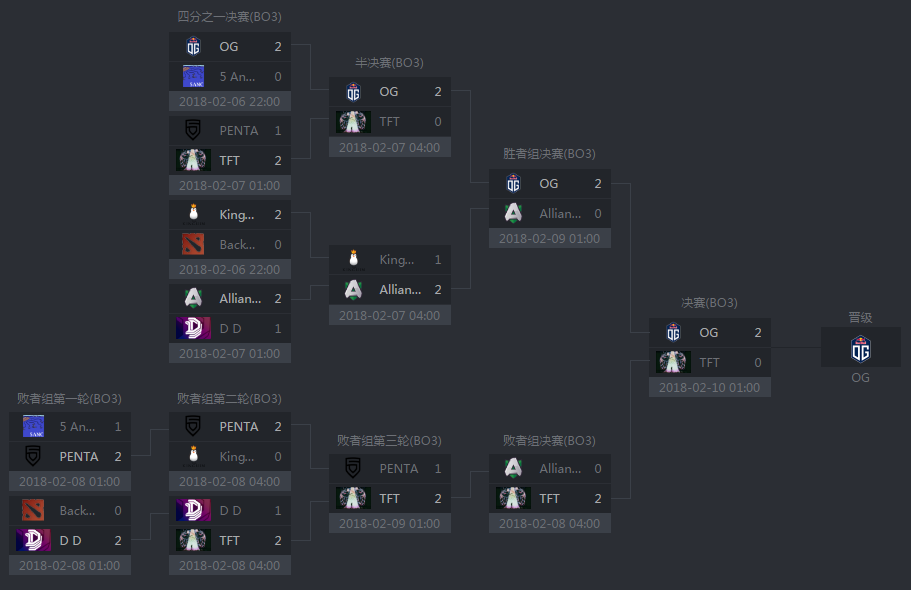 四分之一决赛(BO3)
OG 2
5 An... 0
2018-02-06 22:00
PENTA 1
TFT 2
2018-02-07 01:00
King... 2
Back... 0
2018-02-06 22:00
Allian... 2
D D 1
2018-02-07 01:00
半决赛(BO3)
OG 2
TFT 0
2018-02-07 04:00
King... 1
Allian... 2
2018-02-07 04:00
胜者组决赛(BO3)
OG 2
Allian... 0
2018-02-09 01:00
决赛(BO3)
OG 2
TFT 0
2018-02-10 01:00
晋级
OG
败者组第一轮(BO3)
5 An... 1
PENTA 2
2018-02-08 01:00
Back... 0
D D 2
2018-02-08 01:00
败者组第二轮(BO3)
PENTA 2
King... 0
2018-02-08 04:00
D D 1
TFT 2
2018-02-08 04:00
败者组第三轮(BO3)
PENTA 1
TFT 2
2018-02-09 01:00
败者组决赛(BO3)
Allian... 0
TFT 2
2018-02-08 04:00